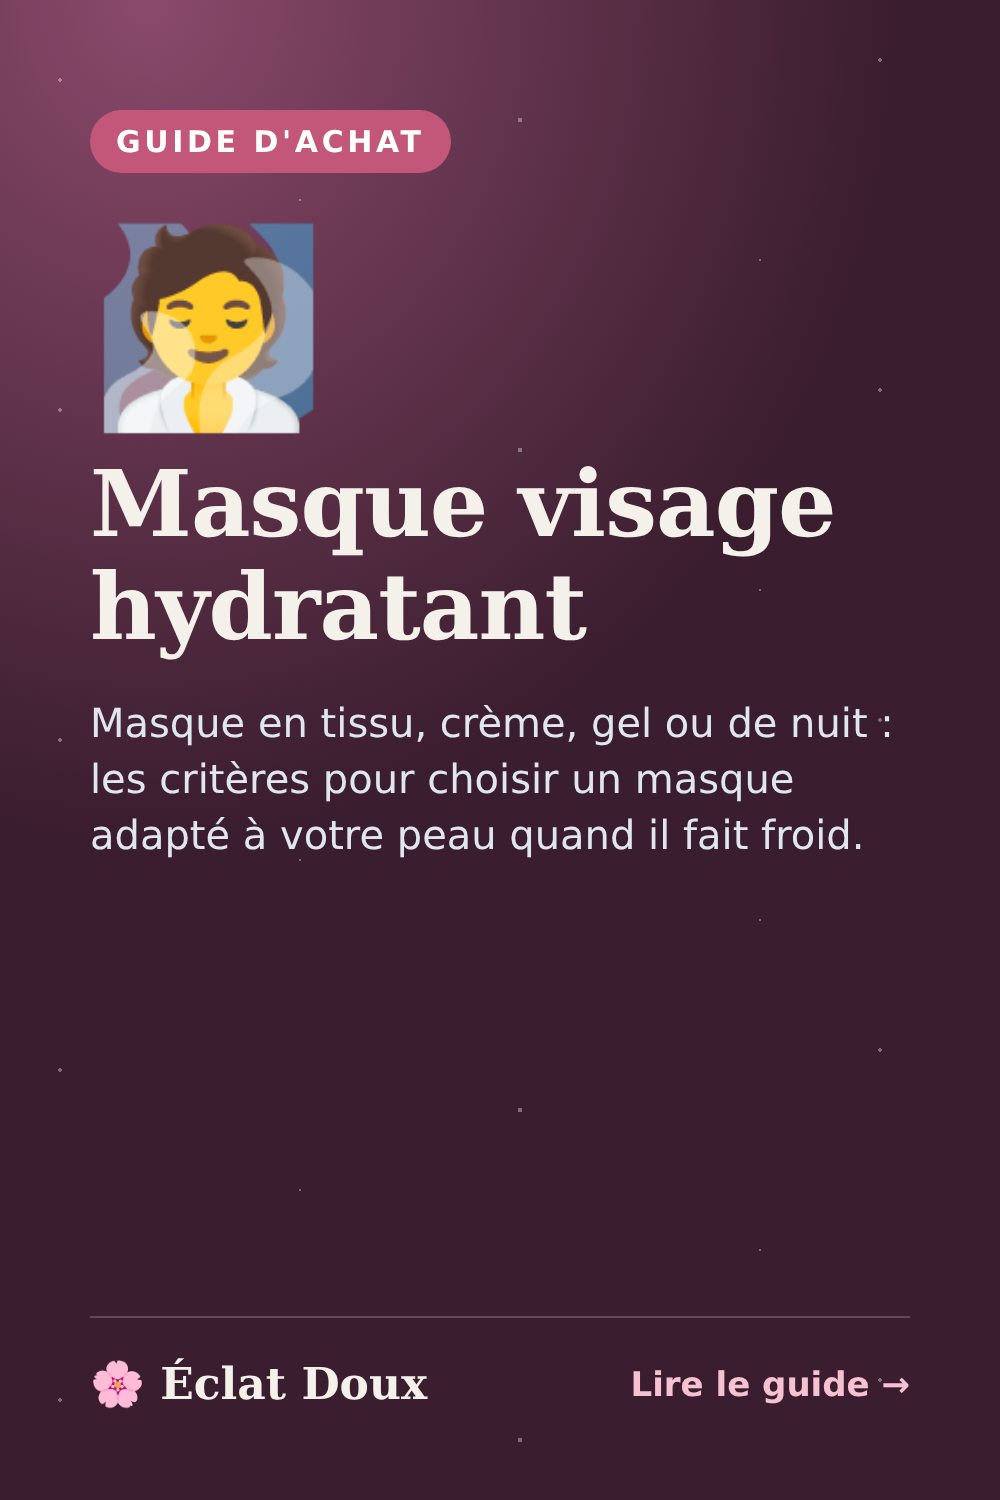 GUIDE D'ACHAT
Masque visage
hydratant
Masque en tissu, crème, gel ou de nuit :
les critères pour choisir un masque
adapté à votre peau quand il fait froid.
🌸 Éclat Doux
Lire le guide →